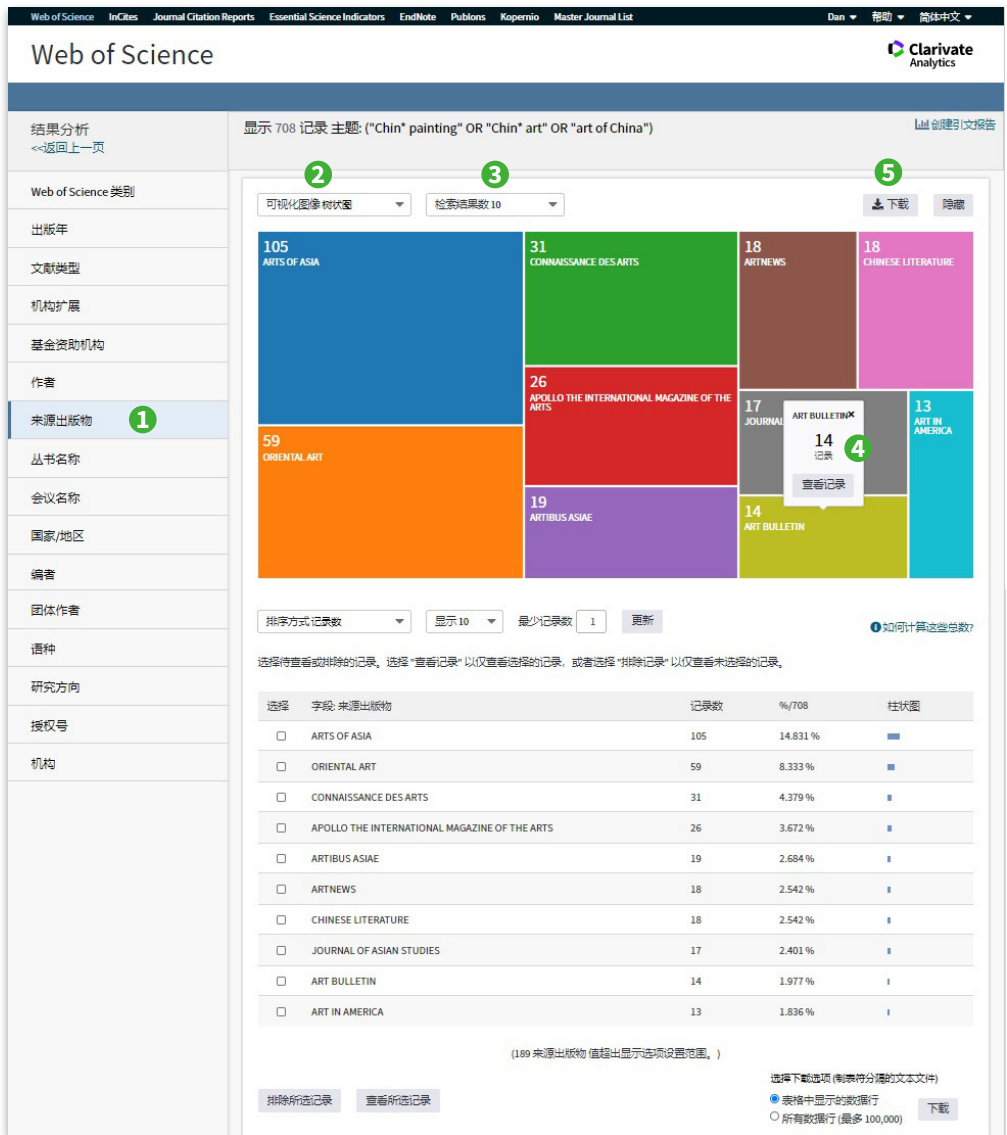 Web of Science InCites Journal Citation Reports Essential Science Indicators EndNote Publons Kopernio Master Journal List Dan 帮助 简体中文
Web of Science
Clarivate
Analytics
结果分析
<<返回上一页
显示 708 记录 主题: ("Chin* painting" OR "Chin* art" OR "art of China")
创建引文报告
Web of Science 类别
出版年
文献类型
机构扩展
基金资助机构
作者
来源出版物 1
丛书名称
会议名称
国家/地区
编者
团体作者
语种
研究方向
授权号
机构
2 3 5
可视化图像 树状图 检索结果数 10 下载 隐藏
105
ARTS OF ASIA
31
CONNAISSANCE DES ARTS
18
ARTNEWS
18
CHINESE LITERATURE
26
APOLLO THE INTERNATIONAL MAGAZINE OF THE
ARTS
17
JOURNAL
ART BULLETIN X
14
记录
4
查看记录
13
ART IN
AMERICA
59
ORIENTAL ART
19
ARTIBUS ASIAE
14
ART BULLETIN
排序方式 记录数 显示 10 最少记录数 1 更新
如何计算这些总数?
选择待查看或排除的记录。选择 "查看记录" 以仅查看选择的记录，或者选择 "排除记录" 以仅查看未选择的记录。
选择 字段: 来源出版物 记录数 %/708 柱状图
ARTS OF ASIA 105 14.831 %
ORIENTAL ART 59 8.333 %
CONNAISSANCE DES ARTS 31 4.379 %
APOLLO THE INTERNATIONAL MAGAZINE OF THE ARTS 26 3.672 %
ARTIBUS ASIAE 19 2.684 %
ARTNEWS 18 2.542 %
CHINESE LITERATURE 18 2.542 %
JOURNAL OF ASIAN STUDIES 17 2.401 %
ART BULLETIN 14 1.977 %
ART IN AMERICA 13 1.836 %
(189 来源出版物 值超出显示选项设置范围。)
排除所选记录 查看所选记录
选择下载选项 (制表符分隔的文本文件)
表格中显示的数据行
所有数据行 (最多 100,000)
下载